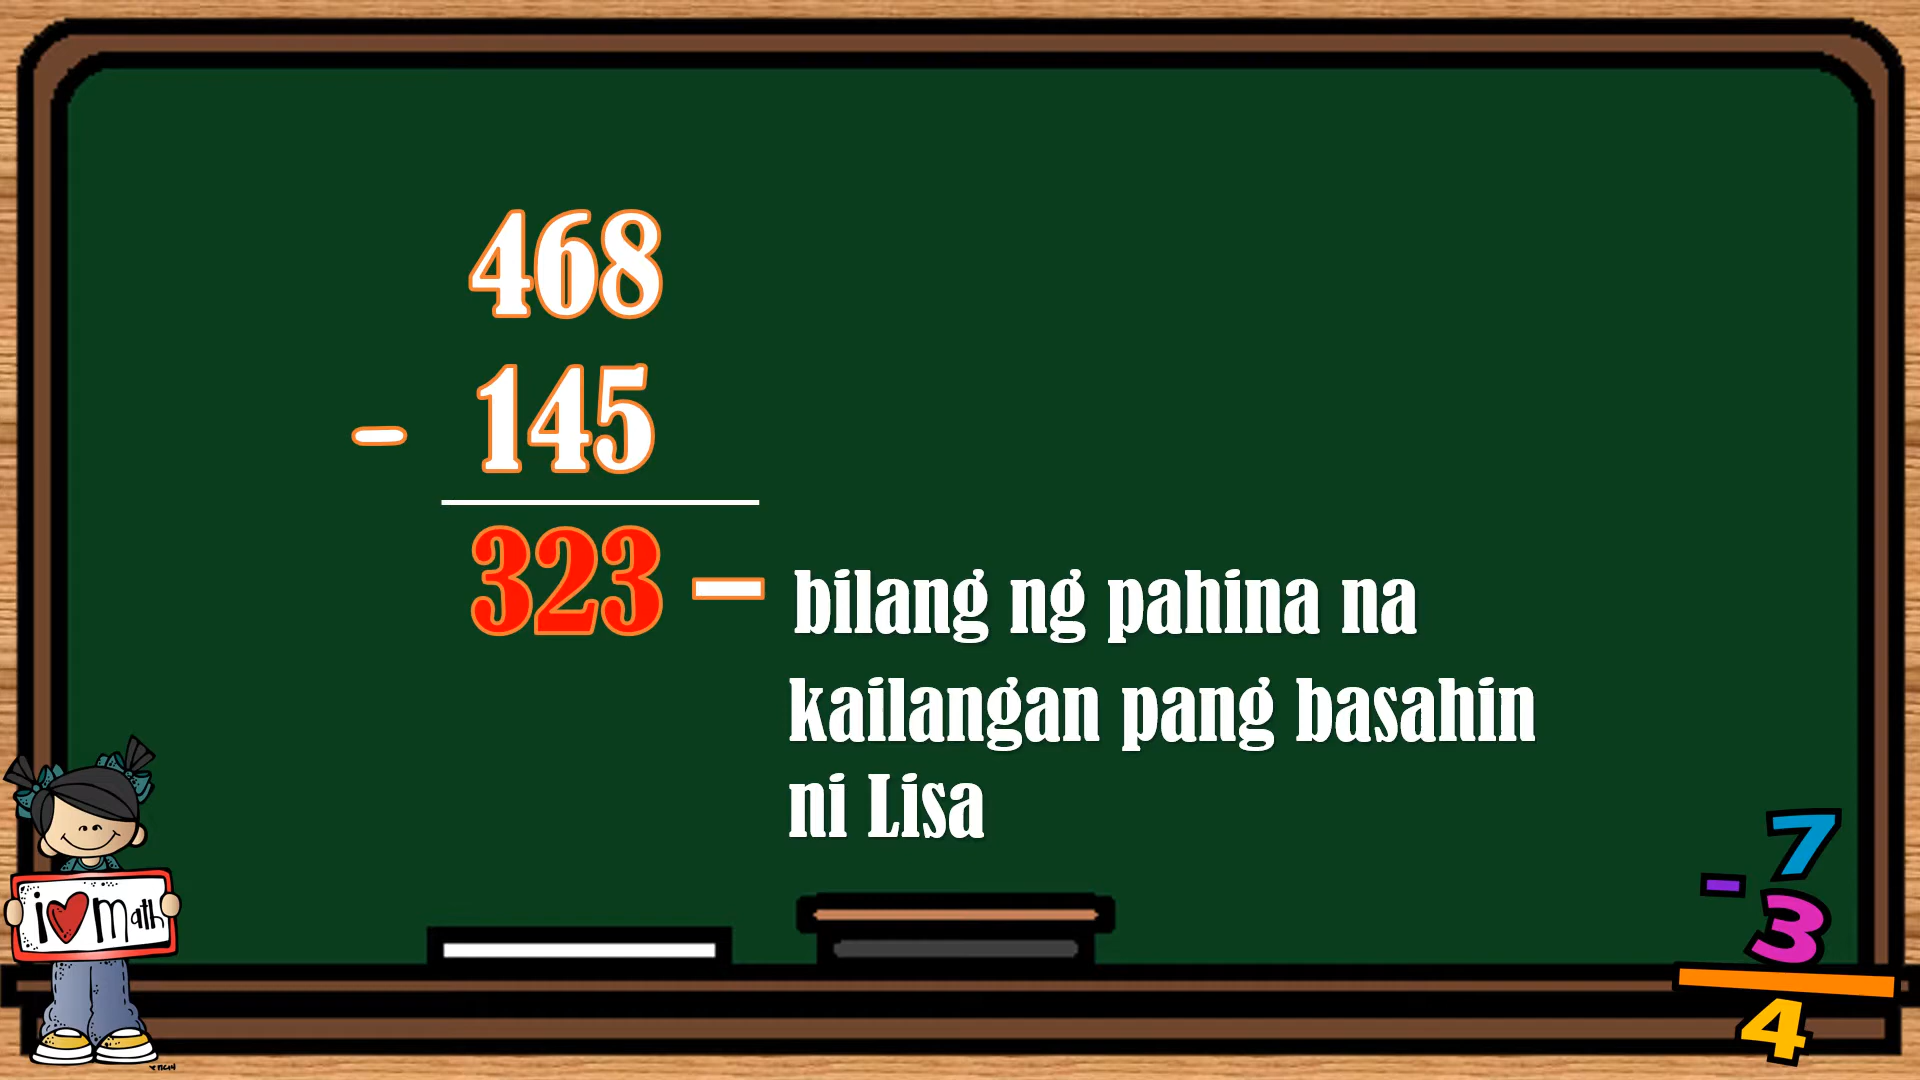 468
- 145
323 – bilang ng pahina na
kailangan pang basahin
ni Lisa
i ♥ math
7
- 3
4